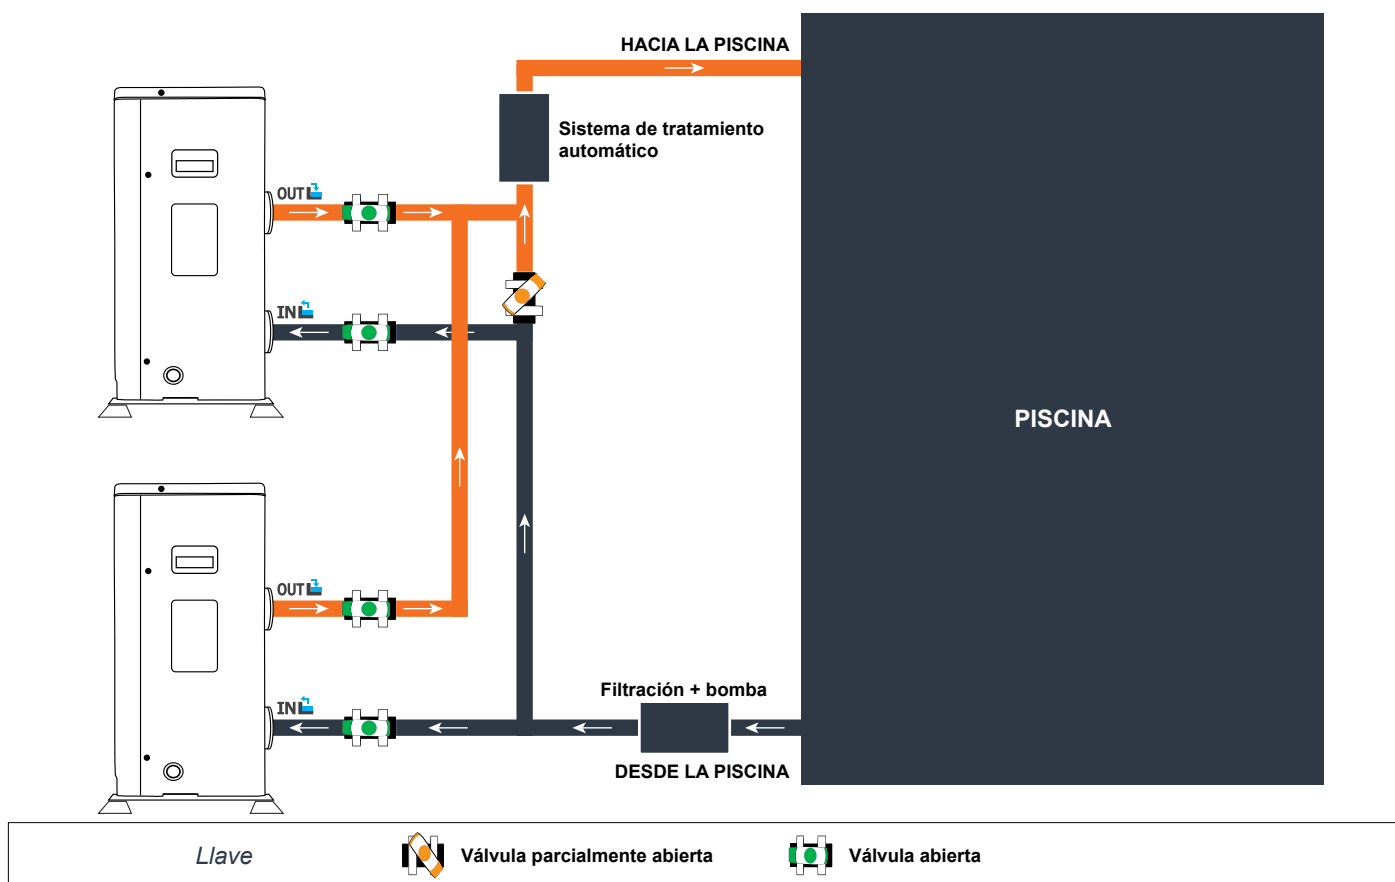 HACIA LA PISCINA
Sistema de tratamiento
automático
OUT
IN
PISCINA
OUT
IN
Filtración + bomba
DESDE LA PISCINA
Llave
Válvula parcialmente abierta
Válvula abierta